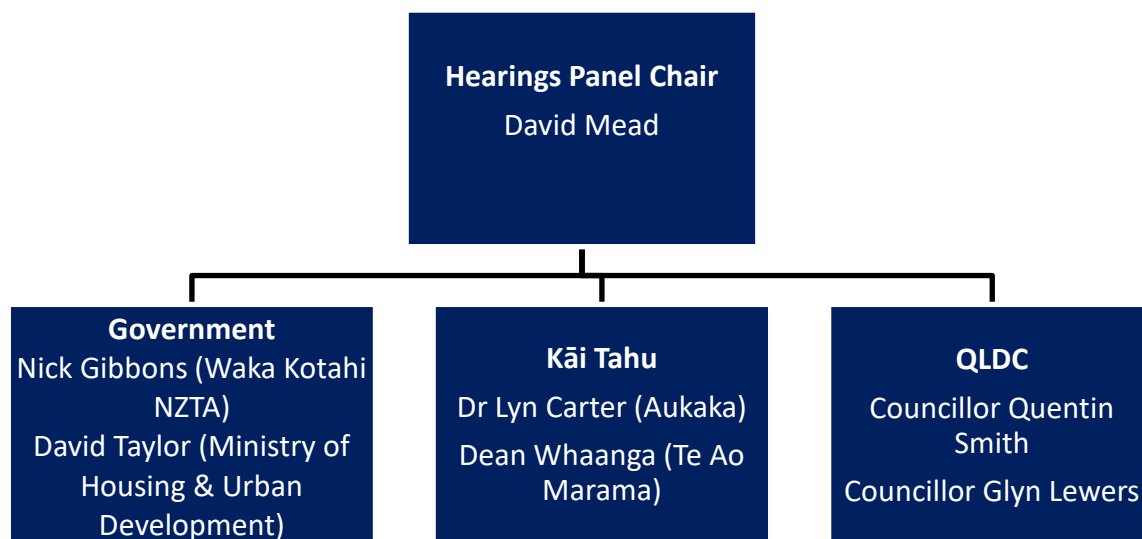 Hearings Panel Chair
David Mead
Government
Nick Gibbons (Waka Kotahi
NZTA)
David Taylor (Ministry of
Housing & Urban
Development)
Kāi Tahu
Dr Lyn Carter (Aukaka)
Dean Whaanga (Te Ao
Marama)
QLDC
Councillor Quentin
Smith
Councillor Glyn Lewers